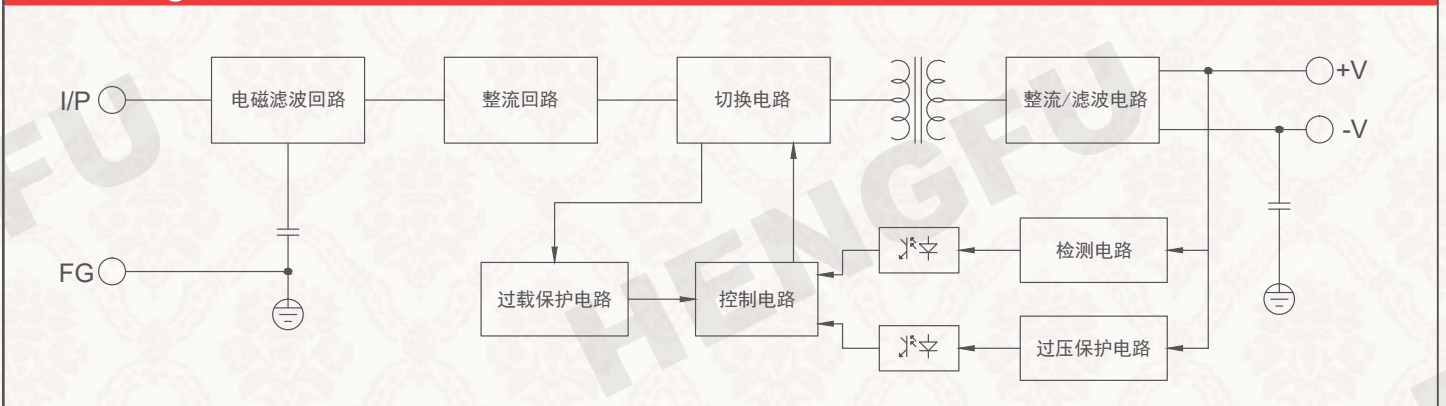 I/P
电磁滤波回路
整流回路
切换电路
整流/滤波电路
+V
-V
FG
过载保护电路
控制电路
检测电路
过压保护电路
HENGFU
FU